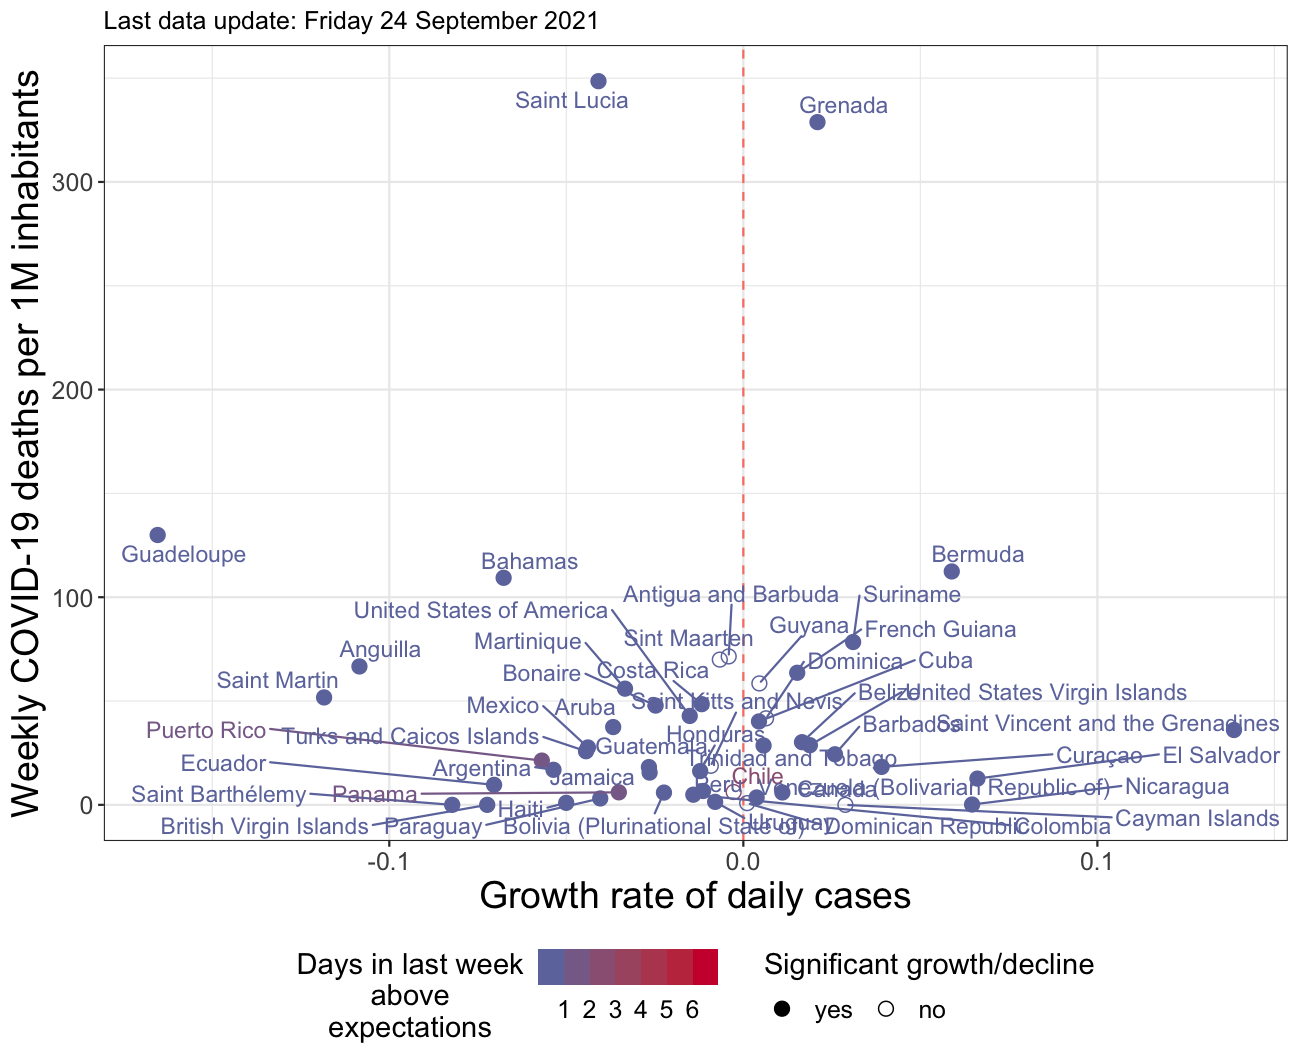 Last data update: Friday 24 September 2021
Weekly COVID-19 deaths per 1M inhabitants
300
200
100
0
Saint Lucia
Grenada
Guadeloupe
Bahamas
Bermuda
Antigua and Barbuda
Suriname
United States of America
Guyana
French Guiana
Martinique
Sint Maarten
Anguilla
Dominica
Cuba
Bonaire
Costa Rica
Saint Martin
Belize
United States Virgin Islands
Saint Kitts and Nevis
Mexico
Aruba
Barbados
Saint Vincent and the Grenadines
Puerto Rico
Turks and Caicos Islands
Honduras
Guatemala
Trinidad and Tobago
Curaçao
El Salvador
Ecuador
Argentina
Jamaica
Chile
Peru
Venezuela (Bolivarian Republic of)
Canada
Nicaragua
Saint Barthélemy
Panama
Haiti
Cayman Islands
British Virgin Islands
Paraguay
Bolivia (Plurinational State of)
Uruguay
Dominican Republic
Colombia
-0.1
0.0
0.1
Growth rate of daily cases
Days in last week
above
expectations
1 2 3 4 5 6
Significant growth/decline
yes
no